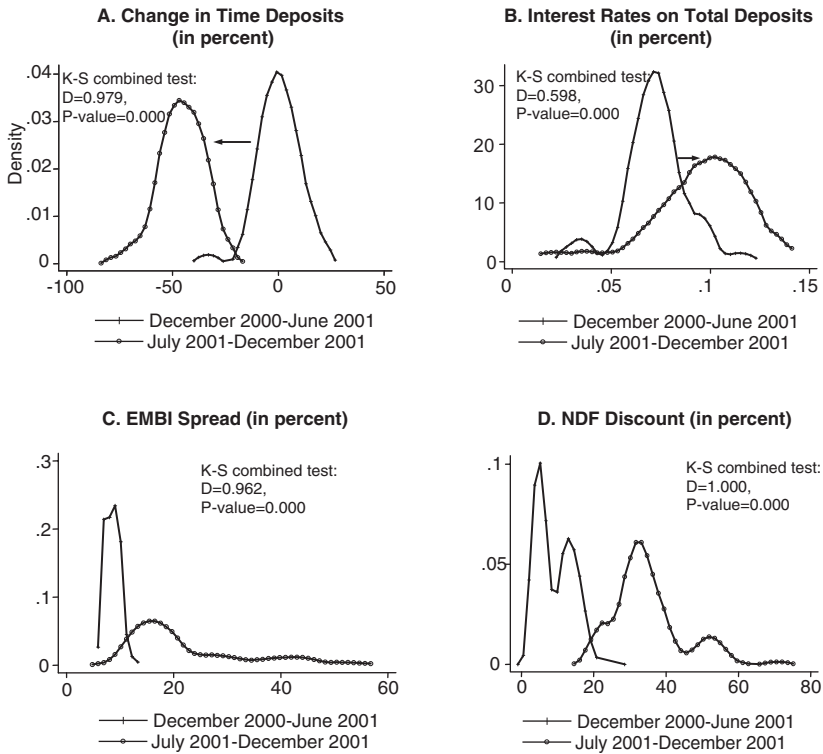 A. Change in Time Deposits
(in percent)
K-S combined test:
D=0.979,
P-value=0.000
Density
.04
.03
.02
.01
0
-100
-50
0
50
December 2000-June 2001
July 2001-December 2001
B. Interest Rates on Total Deposits
(in percent)
K-S combined test:
D=0.598,
P-value=0.000
30
20
10
0
0
.05
.1
.15
December 2000-June 2001
July 2001-December 2001
C. EMBI Spread (in percent)
K-S combined test:
D=0.962,
P-value=0.000
.3
.2
.1
0
0
20
40
60
December 2000-June 2001
July 2001-December 2001
D. NDF Discount (in percent)
K-S combined test:
D=1.000,
P-value=0.000
.1
.05
0
0
20
40
60
80
December 2000-June 2001
July 2001-December 2001